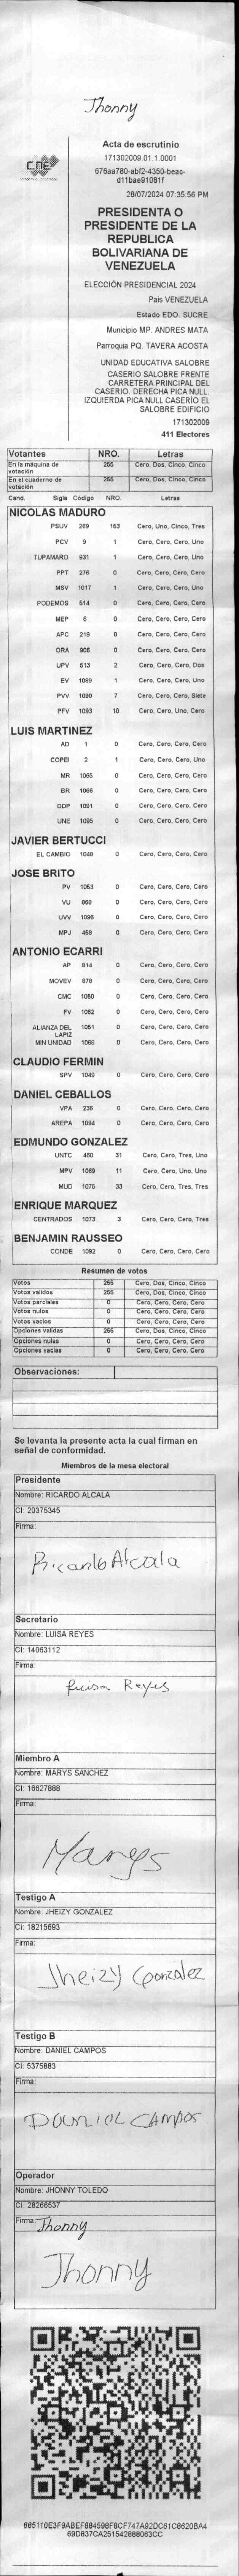 Jhonny
CNE
Acta de escrutinio
171302009.01.1.0001
676aa780-abf2-4350-beac-
d11bae91081f
28/07/2024 07:35:56 PM
PRESIDENTA O
PRESIDENTE DE LA
REPUBLICA
BOLIVARIANA DE
VENEZUELA
ELECCIÓN PRESIDENCIAL 2024
Pais VENEZUELA
Estado EDO. SUCRE
Municipio MP. ANDRES MATA
Parroquia PQ. TAVERA ACOSTA
UNIDAD EDUCATIVA SALOBRE
CASERIO SALOBRE FRENTE
CARRETERA PRINCIPAL DEL
CASERIO. DERECHA PICA NULL.
IZQUIERDA PICA NULL CASERÍO EL
SALOBRE EDIFICIO
171302009
411 Electores
Votantes NRO. Letras
En la máquina de votación 255 Cero, Dos, Cinco, Cinco
En el cuaderno de votación 255 Cero, Dos, Cinco, Cinco
Cand. Sigla Código NRO. Letras
NICOLAS MADURO
PSUV 269 153 Cero, Uno, Cinco, Tres
PCV 9 1 Cero, Cero, Cero, Uno
TUPAMARO 931 1 Cero, Cero, Cero, Uno
PPT 276 0 Cero, Cero, Cero, Cero
MSV 1017 1 Cero, Cero, Cero, Uno
PODEMOS 514 0 Cero, Cero, Cero, Cero
MEP 6 0 Cero, Cero, Cero, Cero
APC 219 0 Cero, Cero, Cero, Cero
ORA 906 0 Cero, Cero, Cero, Cero
UPV 513 2 Cero, Cero, Cero, Dos
EV 1089 1 Cero, Cero, Cero, Uno
PVV 1090 7 Cero, Cero, Cero, Siete
PFV 1093 10 Cero, Cero, Uno, Cero
LUIS MARTINEZ
AD 1 0 Cero, Cero, Cero, Cero
COPEI 2 1 Cero, Cero, Cero, Uno
MR 1055 0 Cero, Cero, Cero, Cero
BR 1066 0 Cero, Cero, Cero, Cero
DDP 1091 0 Cero, Cero, Cero, Cero
UNE 1095 0 Cero, Cero, Cero, Cero
JAVIER BERTUCCI
EL CAMBIO 1048 0 Cero, Cero, Cero, Cero
JOSE BRITO
PV 1053 0 Cero, Cero, Cero, Cero
VU 868 0 Cero, Cero, Cero, Cero
UVV 1096 0 Cero, Cero, Cero, Cero
MPJ 458 0 Cero, Cero, Cero, Cero
ANTONIO ECARRI
AP 814 0 Cero, Cero, Cero, Cero
MOVEV 878 0 Cero, Cero, Cero, Cero
CMC 1050 0 Cero, Cero, Cero, Cero
FV 1052 0 Cero, Cero, Cero, Cero
ALIANZA DEL LAPIZ 1051 0 Cero, Cero, Cero, Cero
MIN UNIDAD 1068 0 Cero, Cero, Cero, Cero
CLAUDIO FERMIN
SPV 1049 0 Cero, Cero, Cero, Cero
DANIEL CEBALLOS
VPA 236 0 Cero, Cero, Cero, Cero
AREPA 1094 0 Cero, Cero, Cero, Cero
EDMUNDO GONZALEZ
UNTC 460 31 Cero, Cero, Tres, Uno
MPV 1069 11 Cero, Cero, Uno, Uno
MUD 1075 33 Cero, Cero, Tres, Tres
ENRIQUE MARQUEZ
CENTRADOS 1073 3 Cero, Cero, Cero, Tres
BENJAMIN RAUSSEO
CONDE 1092 0 Cero, Cero, Cero, Cero
Resumen de votos
Votos 255 Cero, Dos, Cinco, Cinco
Votos validos 255 Cero, Dos, Cinco, Cinco
Votos parciales 0 Cero, Cero, Cero, Cero
Votos nulos 0 Cero, Cero, Cero, Cero
Votos vacios 0 Cero, Cero, Cero, Cero
Opciones validas 255 Cero, Dos, Cinco, Cinco
Opciones nulas 0 Cero, Cero, Cero, Cero
Opciones vacias 0 Cero, Cero, Cero, Cero
Observaciones:
Se levanta la presente acta la cual firman en
señal de conformidad.
Miembros de la mesa electoral
Presidente
Nombre: RICARDO ALCALA
CI: 20375345
Firma:
Ricardo Alcala
Secretario
Nombre: LUISA REYES
CI: 14063112
Firma:
Luisa Reyes
Miembro A
Nombre: MARYS SANCHEZ
CI: 16627888
Firma:
Marys
Testigo A
Nombre: JHEIZY GONZALEZ
CI: 18215693
Firma:
Jheizy Gonzalez
Testigo B
Nombre: DANIEL CAMPOS
CI: 5375883
Firma:
Daniel Campos
Operador
Nombre: JHONNY TOLEDO
CI: 28266537
Firma: Jhonny
Jhonny
885110E3F9ABEF884598F8CF747A92DC61C8620BA4
69D837CA251542888063CC